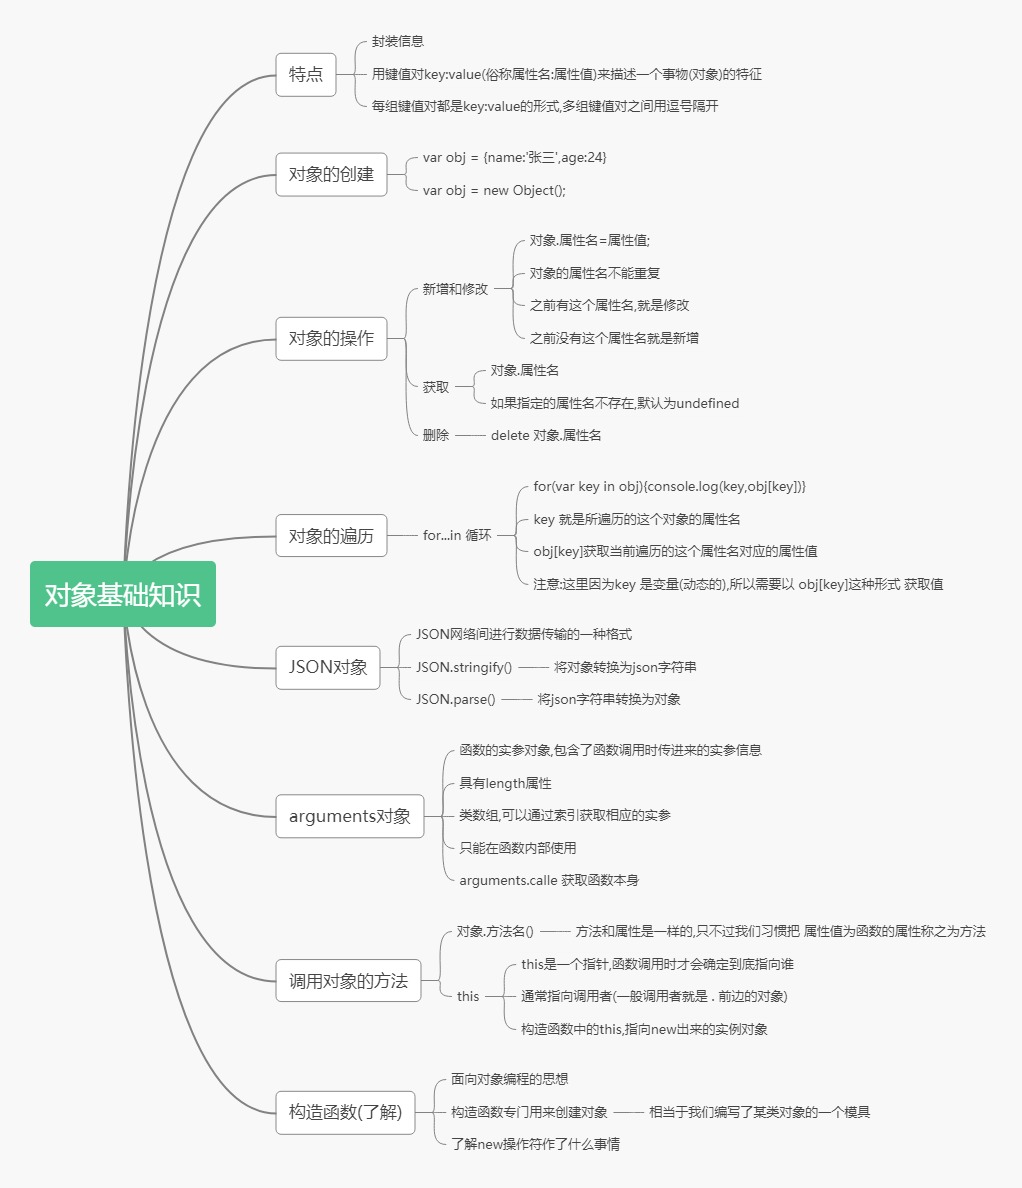 对象基础知识
特点
封装信息
用键值对key:value(俗称属性名:属性值)来描述一个事物(对象)的特征
每组键值对都是key:value的形式,多组键值对之间用逗号隔开
对象的创建
var obj = {name:'张三',age:24}
var obj = new Object();
对象的操作
新增和修改
对象.属性名=属性值;
对象的属性名不能重复
之前有这个属性名,就是修改
之前没有这个属性名就是新增
获取
对象.属性名
如果指定的属性名不存在,默认为undefined
删除
delete 对象.属性名
对象的遍历
for...in 循环
for(var key in obj){console.log(key,obj[key])}
key 就是所遍历的这个对象的属性名
obj[key]获取当前遍历的这个属性名对应的属性值
注意:这里因为key 是变量(动态的),所以需要以 obj[key]这种形式 获取值
JSON对象
JSON网络间进行数据传输的一种格式
JSON.stringify()
将对象转换为json字符串
JSON.parse()
将json字符串转换为对象
arguments对象
函数的实参对象,包含了函数调用时传进来的实参信息
具有length属性
类数组,可以通过索引获取相应的实参
只能在函数内部使用
arguments.calle 获取函数本身
调用对象的方法
对象.方法名()
方法和属性是一样的,只不过我们习惯把 属性值为函数的属性称之为方法
this
this是一个指针,函数调用时才会确定到底指向谁
通常指向调用者(一般调用者就是 . 前边的对象)
构造函数中的this,指向new出来的实例对象
构造函数(了解)
面向对象编程的思想
构造函数专门用来创建对象
相当于我们编写了某类对象的一个模具
了解new操作符作了什么事情